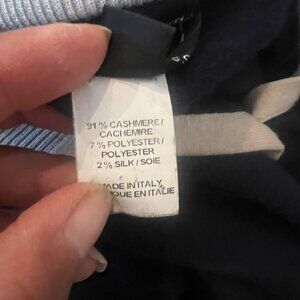 91% CASHMERE/
CACHEMIRE
7% POLYESTER/
POLYESTER
2% SILK/SOIE
MADE IN ITALY
EN ITALIE